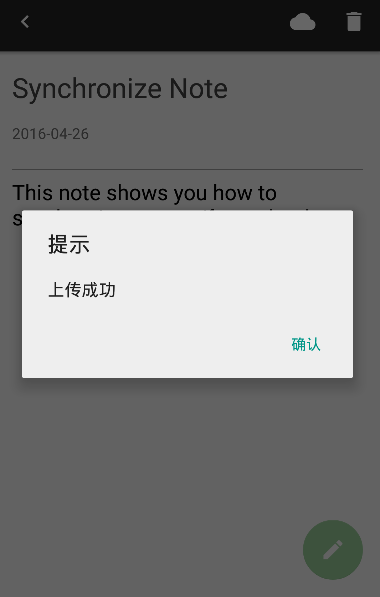 Synchronize Note
2016-04-26
This note shows you how to
提示
上传成功
确认